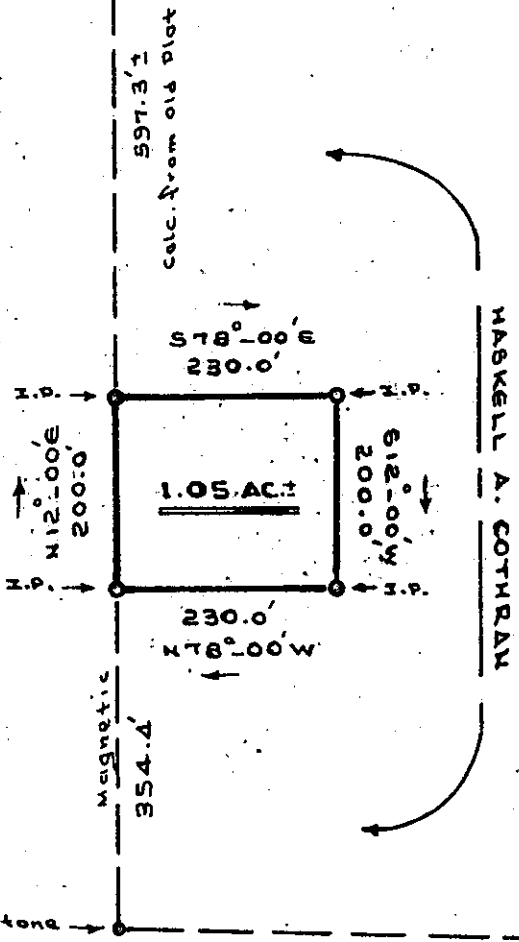 597.3'±
Calc. from old Plat
S78°-00'E
230.0'
I.P.
I.P.
N12°-00'E
200.0'
1.05 AC.±
S12°-00'W
200.0'
I.P.
I.P.
230.0'
N78°-00'W
HASKELL A. COTHRAN
Magnetic
354.4'
tone